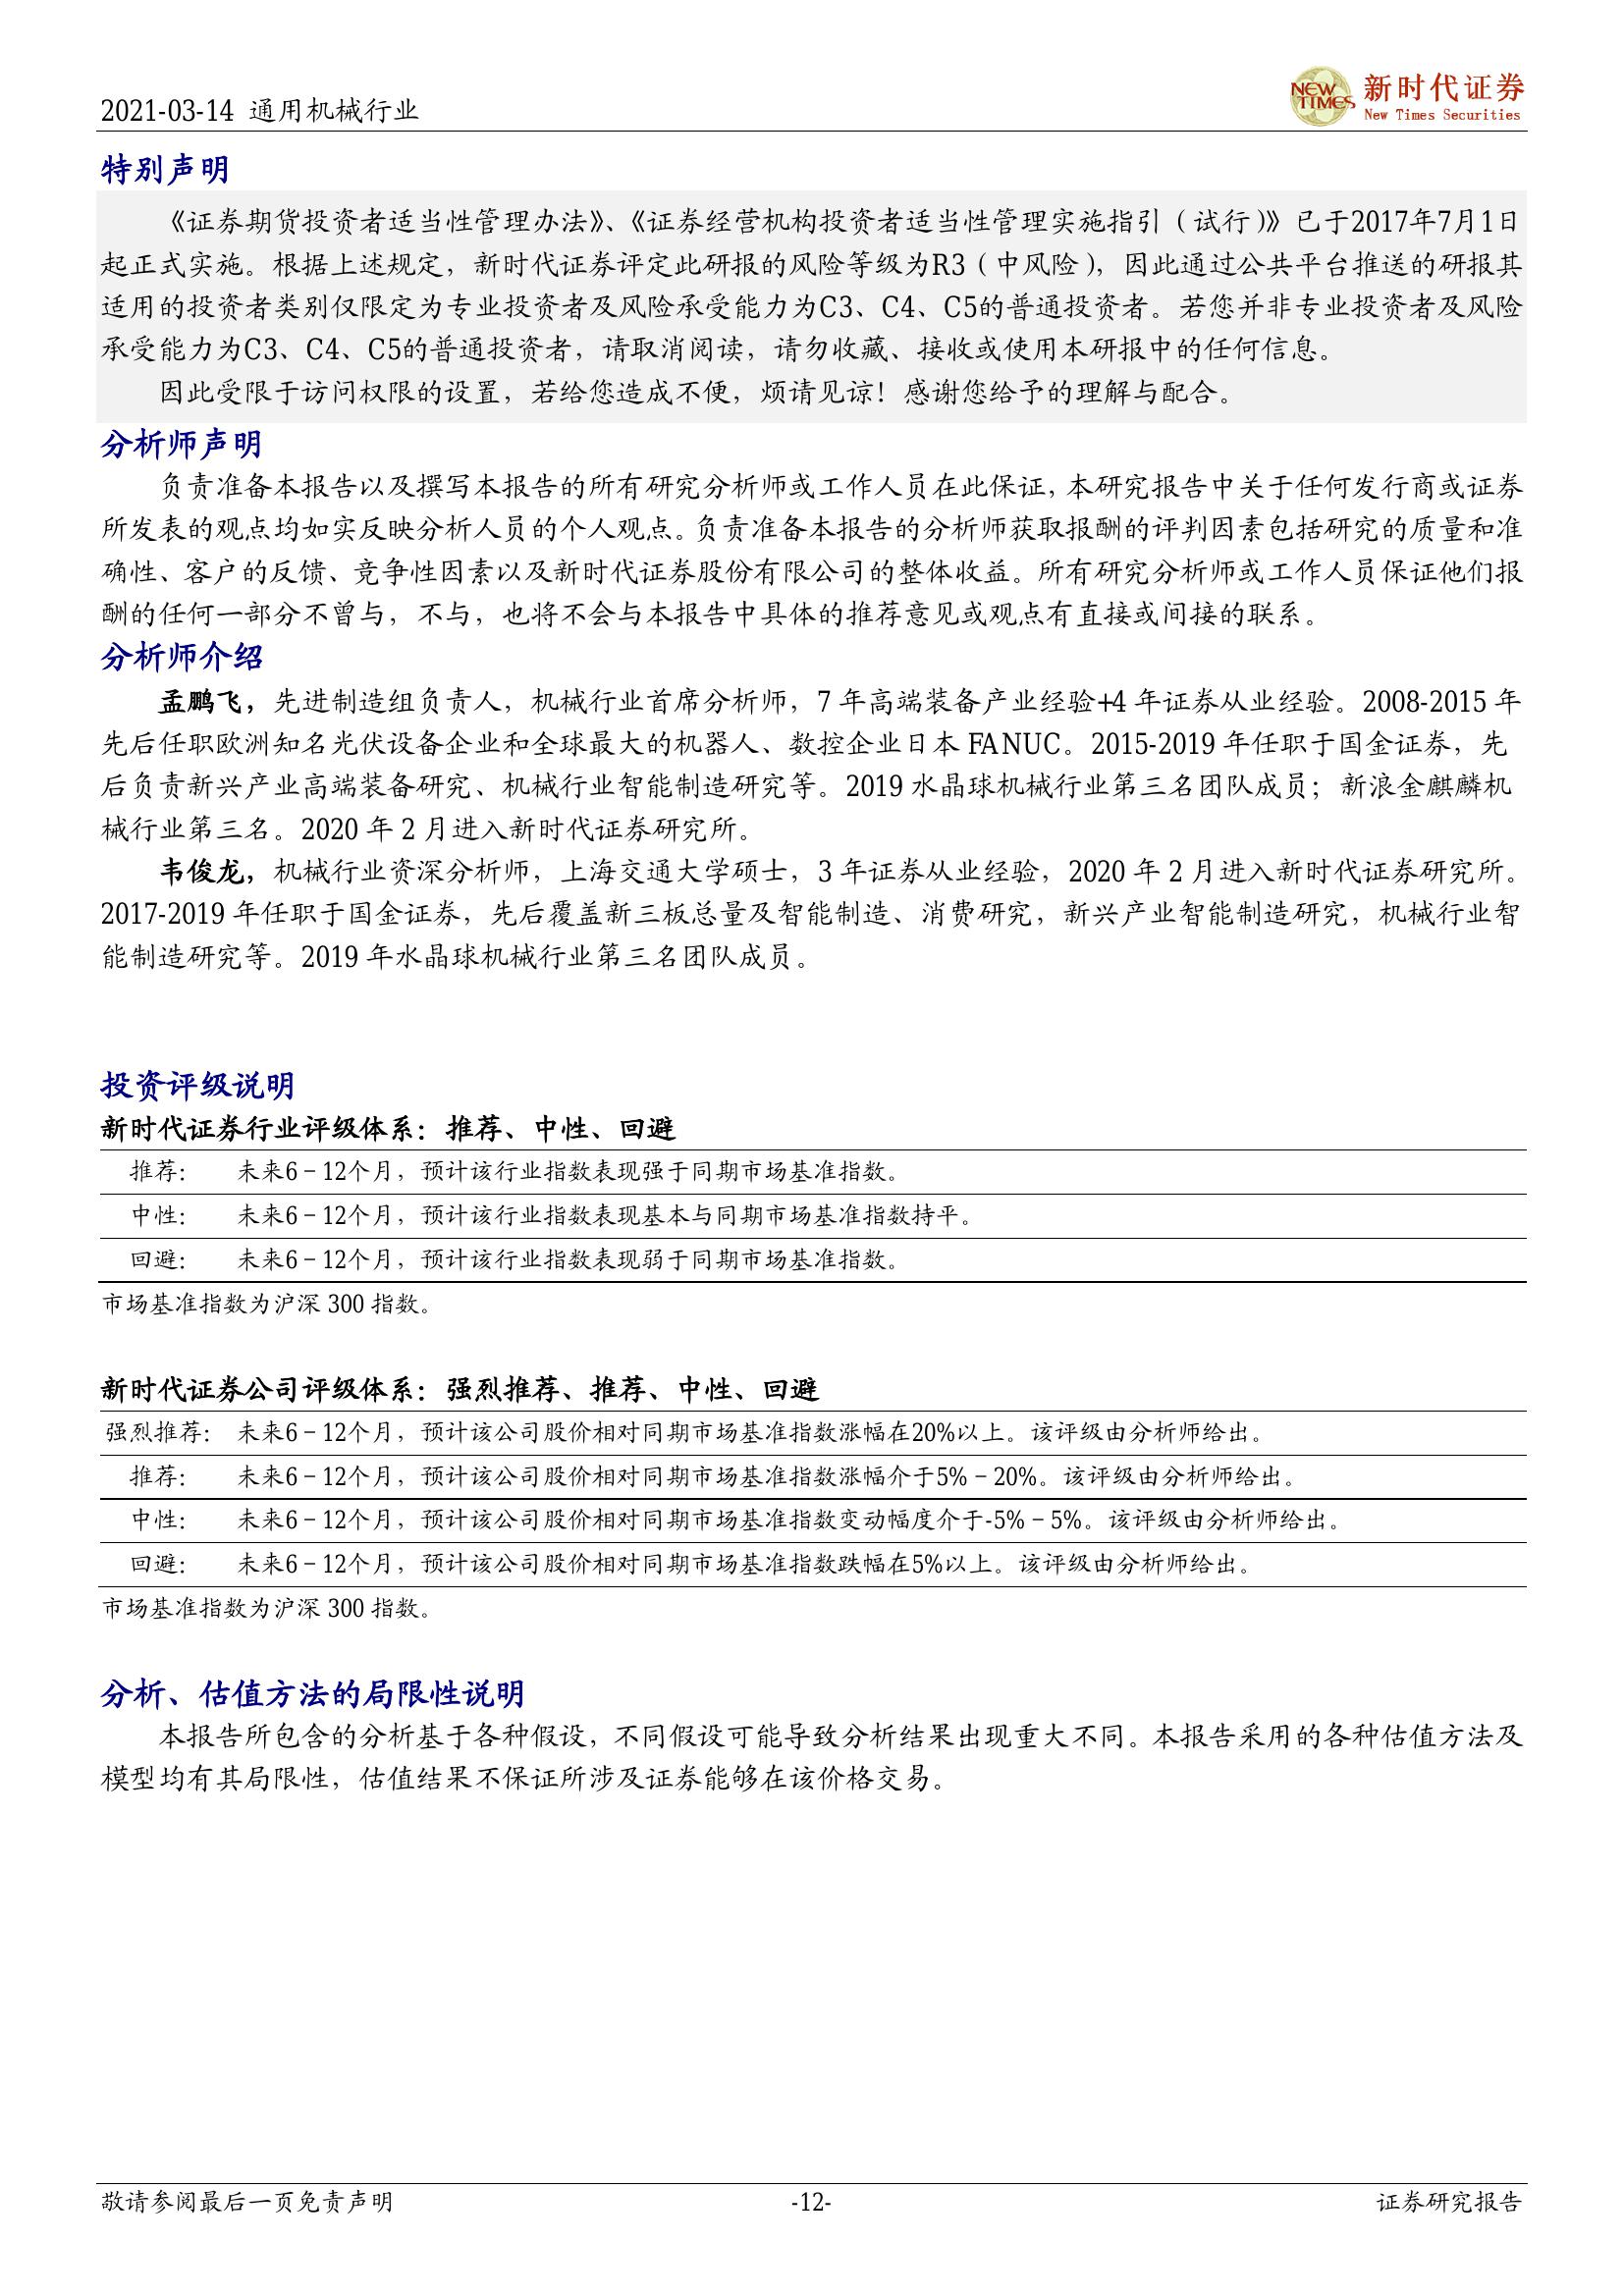 2021-03-14 通用机械行业
NEW TIMES 新时代证券
New Times Securities
特别声明
《证券期货投资者适当性管理办法》、《证券经营机构投资者适当性管理实施指引（试行）》已于2017年7月1日
起正式实施。根据上述规定，新时代证券评定此研报的风险等级为R3（中风险），因此通过公共平台推送的研报其
适用的投资者类别仅限定为专业投资者及风险承受能力为C3、C4、C5的普通投资者。若您并非专业投资者及风险
承受能力为C3、C4、C5的普通投资者，请取消阅读，请勿收藏、接收或使用本研报中的任何信息。
因此受限于访问权限的设置，若给您造成不便，烦请见谅！感谢您给予的理解与配合。
分析师声明
负责准备本报告以及撰写本报告的所有研究分析师或工作人员在此保证，本研究报告中关于任何发行商或证券
所发表的观点均如实反映分析人员的个人观点。负责准备本报告的分析师获取报酬的评判因素包括研究的质量和准
确性、客户的反馈、竞争性因素以及新时代证券股份有限公司的整体收益。所有研究分析师或工作人员保证他们报
酬的任何一部分不曾与，不与，也将不会与本报告中具体的推荐意见或观点有直接或间接的联系。
分析师介绍
孟鹏飞，先进制造组负责人，机械行业首席分析师，7 年高端装备产业经验+4 年证券从业经验。2008-2015 年
先后任职欧洲知名光伏设备企业和全球最大的机器人、数控企业日本 FANUC。2015-2019 年任职于国金证券，先
后负责新兴产业高端装备研究、机械行业智能制造研究等。2019 水晶球机械行业第三名团队成员；新浪金麒麟机
械行业第三名。2020 年 2 月进入新时代证券研究所。
韦俊龙，机械行业资深分析师，上海交通大学硕士，3 年证券从业经验，2020 年 2 月进入新时代证券研究所。
2017-2019 年任职于国金证券，先后覆盖新三板总量及智能制造、消费研究，新兴产业智能制造研究，机械行业智
能制造研究等。2019 年水晶球机械行业第三名团队成员。
投资评级说明
新时代证券行业评级体系：推荐、中性、回避
推荐： 未来6－12个月，预计该行业指数表现强于同期市场基准指数。
中性： 未来6－12个月，预计该行业指数表现基本与同期市场基准指数持平。
回避： 未来6－12个月，预计该行业指数表现弱于同期市场基准指数。
市场基准指数为沪深 300 指数。
新时代证券公司评级体系：强烈推荐、推荐、中性、回避
强烈推荐： 未来6－12个月，预计该公司股价相对同期市场基准指数涨幅在20%以上。该评级由分析师给出。
推荐： 未来6－12个月，预计该公司股价相对同期市场基准指数涨幅介于5%－20%。该评级由分析师给出。
中性： 未来6－12个月，预计该公司股价相对同期市场基准指数变动幅度介于-5%－5%。该评级由分析师给出。
回避： 未来6－12个月，预计该公司股价相对同期市场基准指数跌幅在5%以上。该评级由分析师给出。
市场基准指数为沪深 300 指数。
分析、估值方法的局限性说明
本报告所包含的分析基于各种假设，不同假设可能导致分析结果出现重大不同。本报告采用的各种估值方法及
模型均有其局限性，估值结果不保证所涉及证券能够在该价格交易。
敬请参阅最后一页免责声明 -12- 证券研究报告